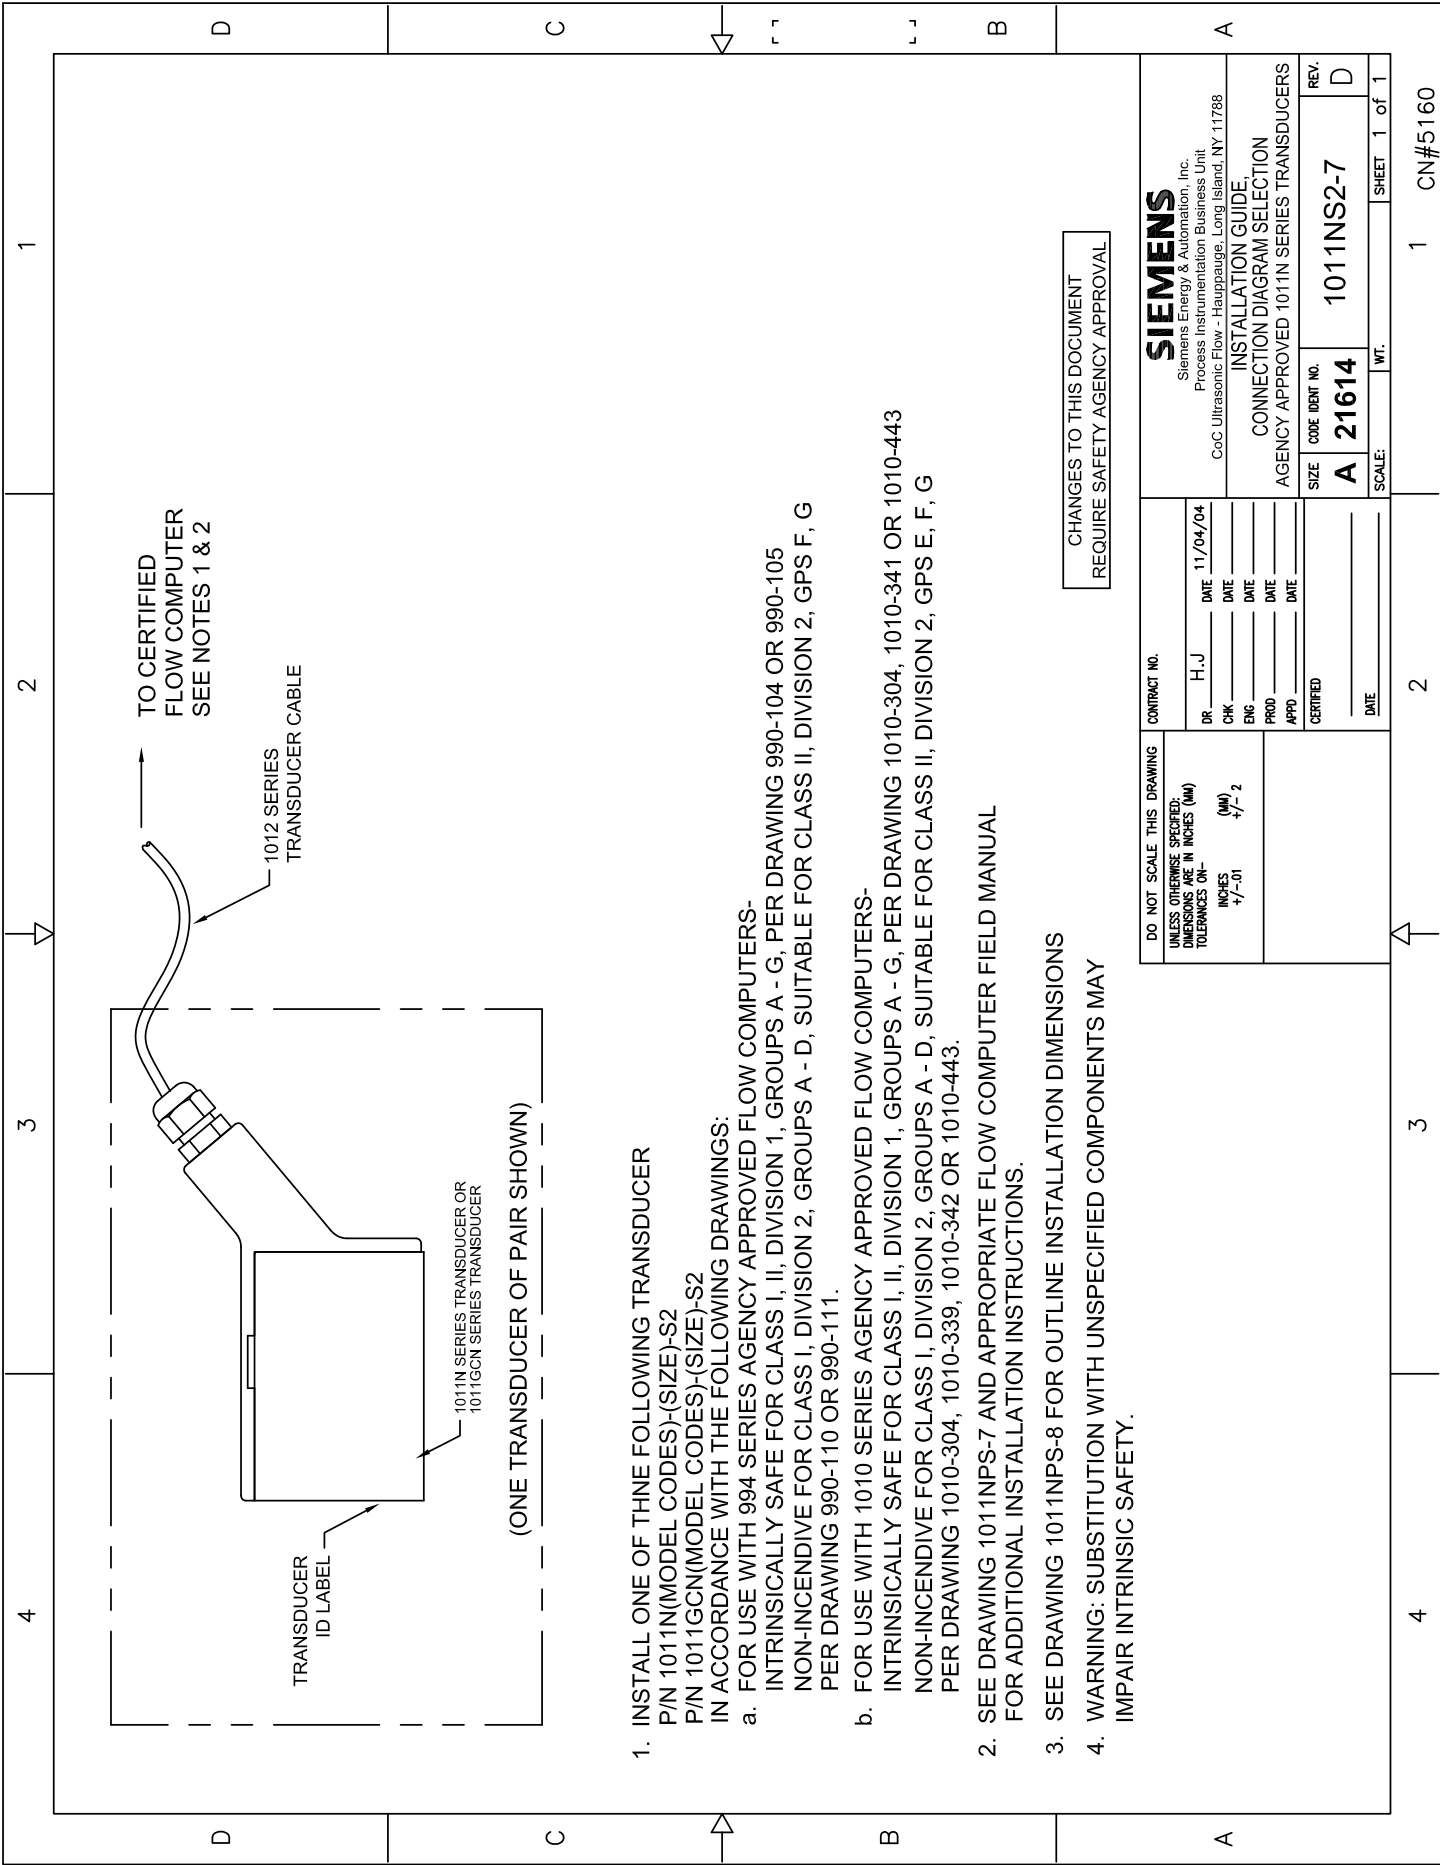 4
3
2
1
D
D
C
C
B
B
A
A
TO CERTIFIED
FLOW COMPUTER
SEE NOTES 1 & 2
1012 SERIES
TRANSDUCER CABLE
TRANSDUCER
ID LABEL
1011N SERIES TRANSDUCER OR
1011GCN SERIES TRANSDUCER
(ONE TRANSDUCER OF PAIR SHOWN)
1. INSTALL ONE OF THNE FOLLOWING TRANSDUCER
P/N 1011N(MODEL CODES)-(SIZE)-S2
P/N 1011GCN(MODEL CODES)-(SIZE)-S2
IN ACCORDANCE WITH THE FOLLOWING DRAWINGS:
a. FOR USE WITH 994 SERIES AGENCY APPROVED FLOW COMPUTERS-
INTRINSICALLY SAFE FOR CLASS I, II, DIVISION 1, GROUPS A - G, PER DRAWING 990-104 OR 990-105
NON-INCENDIVE FOR CLASS I, DIVISION 2, GROUPS A - D, SUITABLE FOR CLASS II, DIVISION 2, GPS F, G
PER DRAWING 990-110 OR 990-111.
b. FOR USE WITH 1010 SERIES AGENCY APPROVED FLOW COMPUTERS-
INTRINSICALLY SAFE FOR CLASS I, II, DIVISION 1, GROUPS A - G, PER DRAWING 1010-304, 1010-341 OR 1010-443
NON-INCENDIVE FOR CLASS I, DIVISION 2, GROUPS A - D, SUITABLE FOR CLASS II, DIVISION 2, GPS E, F, G
PER DRAWING 1010-304, 1010-339, 1010-342 OR 1010-443.
2. SEE DRAWING 1011NPS-7 AND APPROPRIATE FLOW COMPUTER FIELD MANUAL
FOR ADDITIONAL INSTALLATION INSTRUCTIONS.
3. SEE DRAWING 1011NPS-8 FOR OUTLINE INSTALLATION DIMENSIONS
4. WARNING: SUBSTITUTION WITH UNSPECIFIED COMPONENTS MAY
IMPAIR INTRINSIC SAFETY.
CHANGES TO THIS DOCUMENT
REQUIRE SAFETY AGENCY APPROVAL
DO NOT SCALE THIS DRAWING
UNLESS OTHERWISE SPECIFIED:
DIMENSIONS ARE IN INCHES (MM)
TOLERANCES ON-
INCHES (MM)
+/-.01 +/- 2
CONTRACT NO.
DR H.J DATE 11/04/04
CHK DATE
ENG DATE
PROD DATE
APPD DATE
CERTIFIED
DATE
SIEMENS
Siemens Energy & Automation, Inc.
Process Instrumentation Business Unit
CoC Ultrasonic Flow - Hauppauge, Long Island, NY 11788
INSTALLATION GUIDE,
CONNECTION DIAGRAM SELECTION
AGENCY APPROVED 1011N SERIES TRANSDUCERS
SIZE CODE IDENT NO. REV.
A 21614 1011NS2-7 D
SCALE: WT. SHEET 1 of 1
4
3
2
1
CN#5160